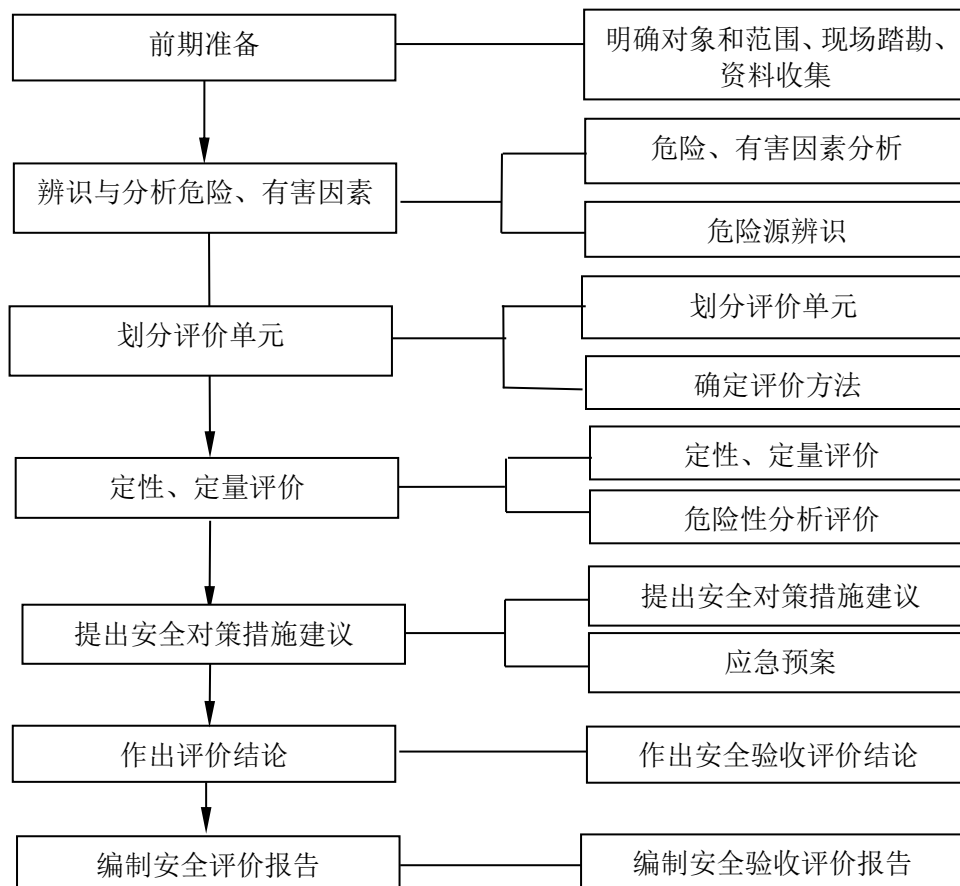 前期准备
明确对象和范围、现场踏勘、
资料收集
危险、有害因素分析
辨识与分析危险、有害因素
危险源辨识
划分评价单元
划分评价单元
确定评价方法
定性、定量评价
定性、定量评价
危险性分析评价
提出安全对策措施建议
提出安全对策措施建议
应急预案
作出评价结论
作出安全验收评价结论
编制安全评价报告
编制安全验收评价报告